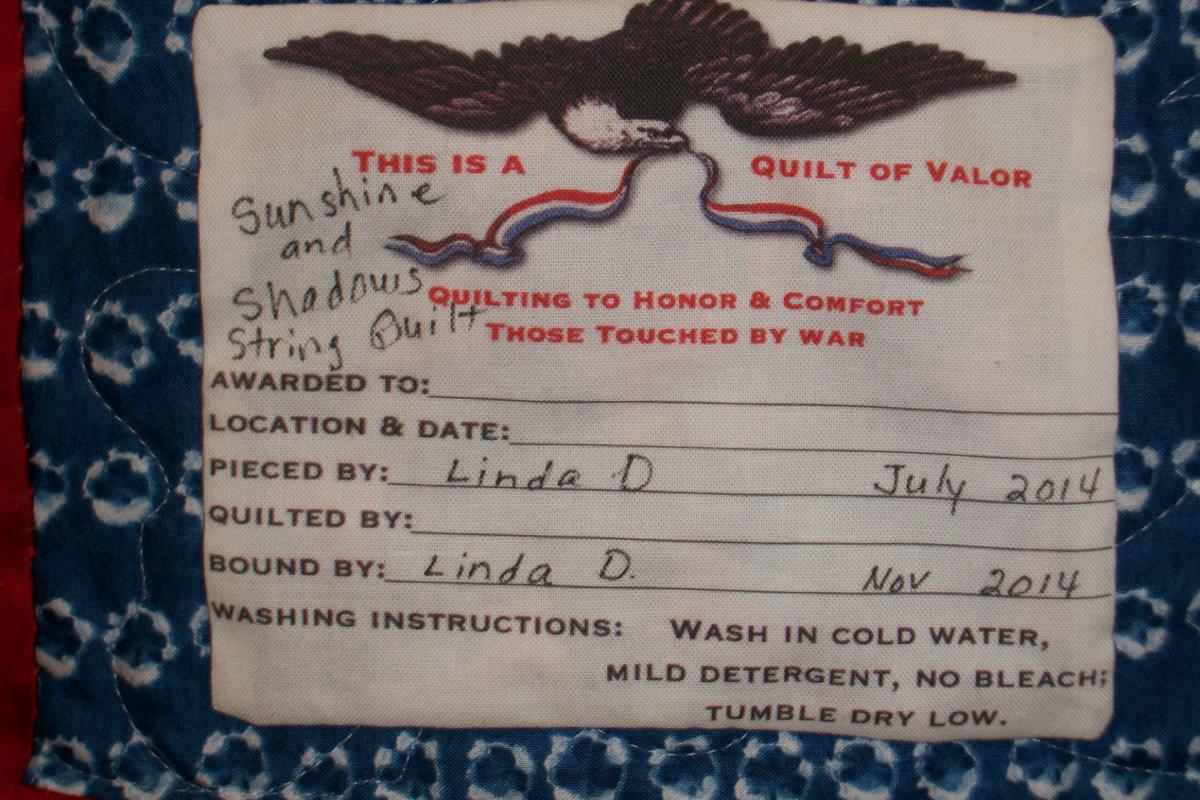 THIS IS A QUILT OF VALOR
Sunshine
and
Shadows
String Quilt
QUILTING TO HONOR & COMFORT
THOSE TOUCHED BY WAR
AWARDED TO:
LOCATION & DATE:
PIECED BY: Linda D July 2014
QUILTED BY:
BOUND BY: Linda D. Nov 2014
WASHING INSTRUCTIONS: WASH IN COLD WATER,
MILD DETERGENT, NO BLEACH;
TUMBLE DRY LOW.